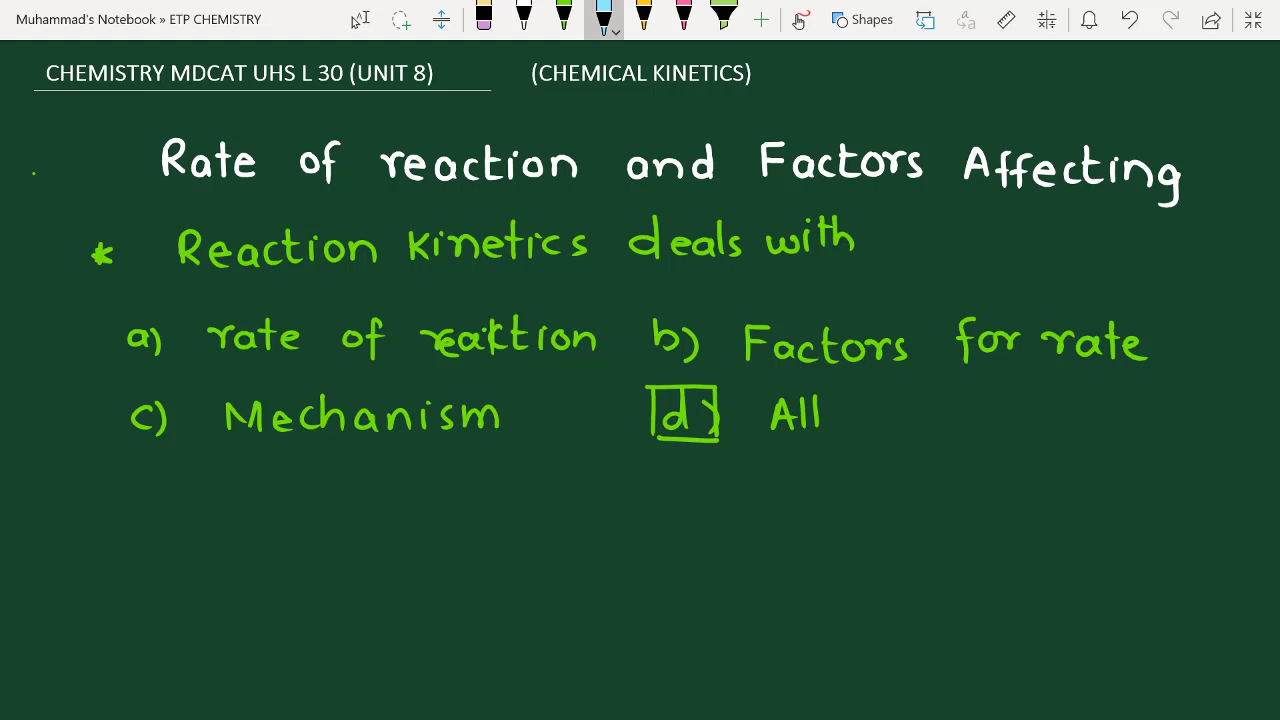 Muhammad's Notebook » ETP CHEMISTRY Shapes
CHEMISTRY MDCAT UHS L 30 (UNIT 8) (CHEMICAL KINETICS)
Rate of reaction and Factors Affecting
* Reaction kinetics deals with
a) rate of reaction b) Factors for rate
c) Mechanism d) All